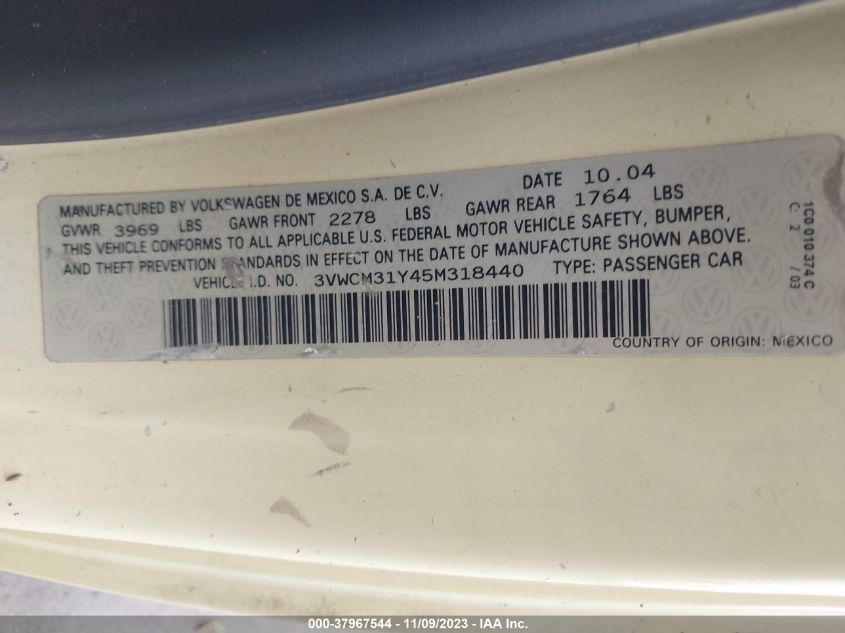 MANUFACTURED BY VOLKSWAGEN DE MEXICO S.A. DE C.V. DATE 10.04
GVWR 3969 LBS GAWR FRONT 2278 LBS GAWR REAR 1764 LBS
THIS VEHICLE CONFORMS TO ALL APPLICABLE U.S. FEDERAL MOTOR VEHICLE SAFETY, BUMPER,
AND THEFT PREVENTION STANDARDS IN EFFECT ON THE DATE OF MANUFACTURE SHOWN ABOVE.
VEHICLE I.D. NO. 3VWCM31Y45M318440 TYPE: PASSENGER CAR
COUNTRY OF ORIGIN: MEXICO
1C0 010 374 C
C 2 /03
000-37967544 - 11/09/2023 - IAA Inc.